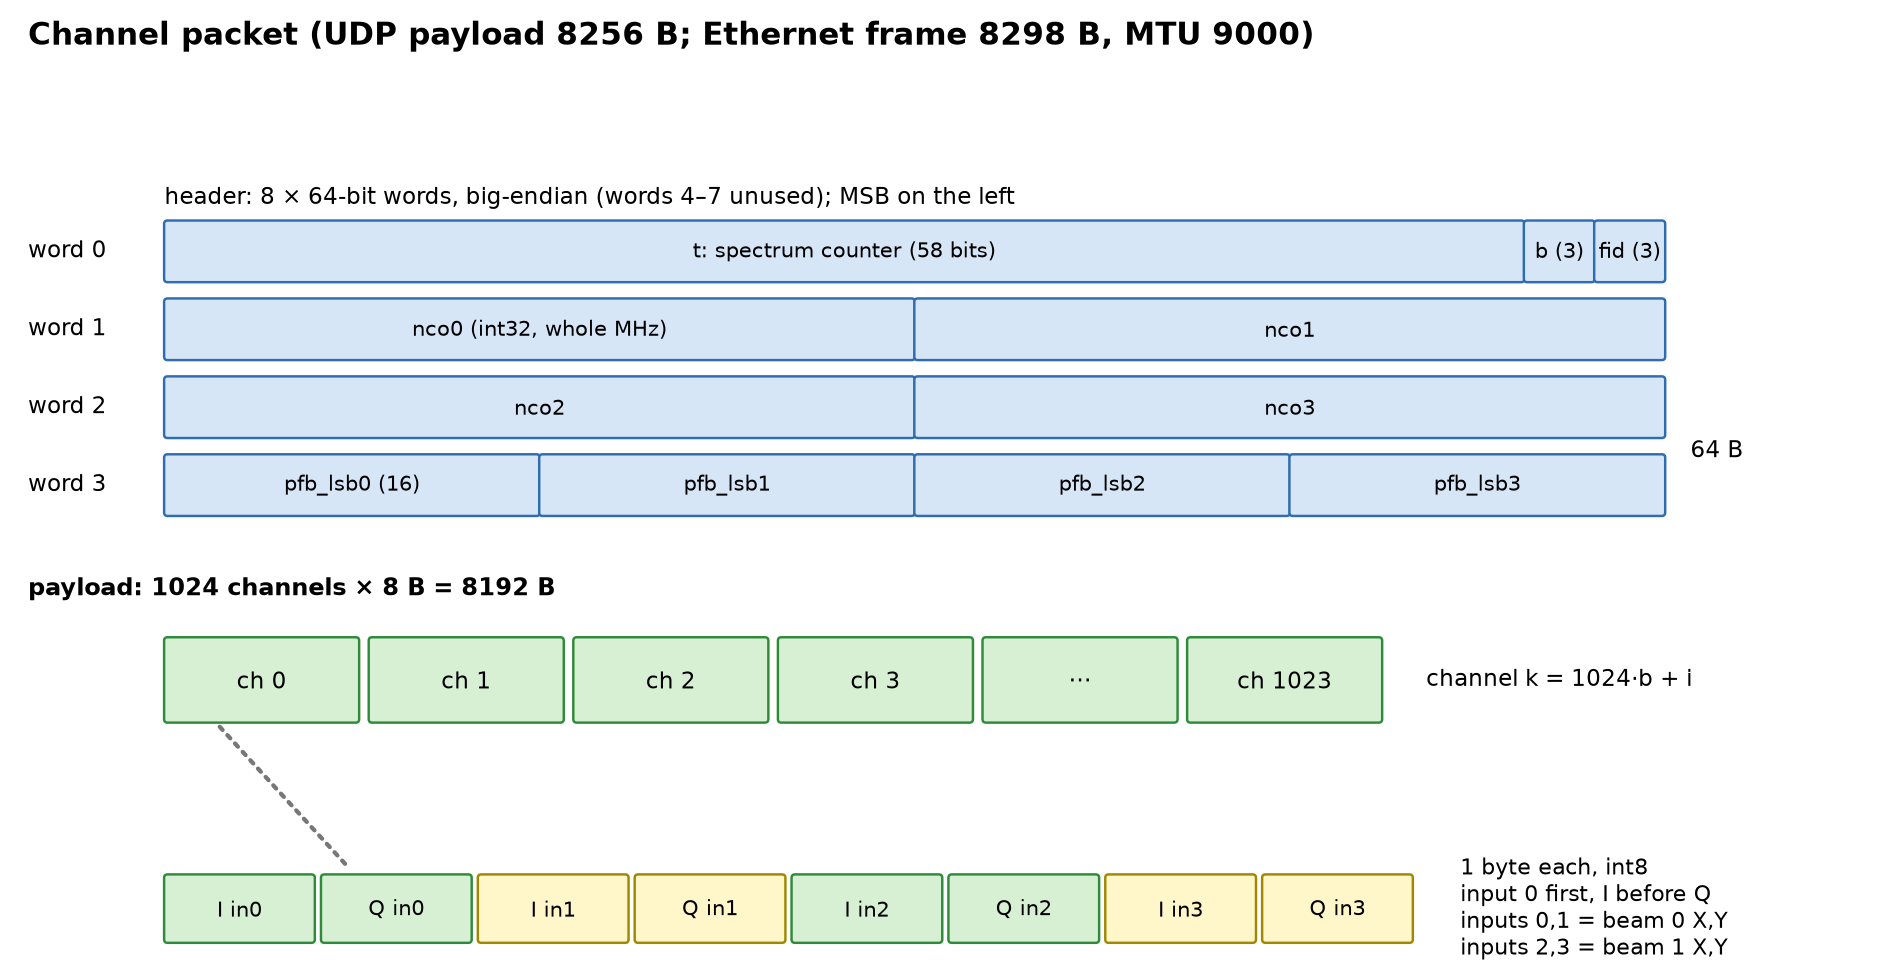 Channel packet (UDP payload 8256 B; Ethernet frame 8298 B, MTU 9000)
header: 8 × 64-bit words, big-endian (words 4–7 unused); MSB on the left
word 0 t: spectrum counter (58 bits) b (3) fid (3)
word 1 nco0 (int32, whole MHz) nco1
word 2 nco2 nco3
64 B
word 3 pfb_lsb0 (16) pfb_lsb1 pfb_lsb2 pfb_lsb3
payload: 1024 channels × 8 B = 8192 B
ch 0 ch 1 ch 2 ch 3 ⋯ ch 1023 channel k = 1024·b + i
I in0 Q in0 I in1 Q in1 I in2 Q in2 I in3 Q in3
1 byte each, int8
input 0 first, I before Q
inputs 0,1 = beam 0 X,Y
inputs 2,3 = beam 1 X,Y